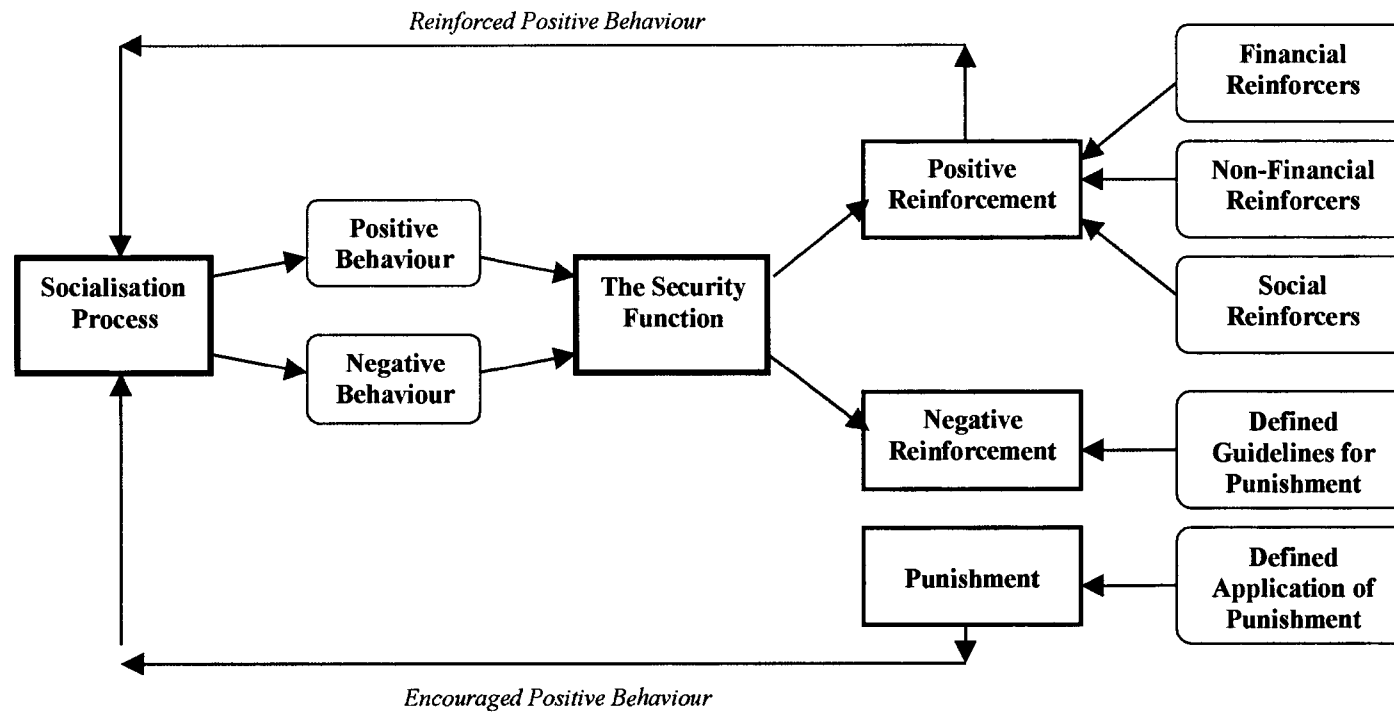 Reinforced Positive Behaviour
Financial
Reinforcers
Positive
Reinforcement
Non-Financial
Reinforcers
Positive
Behaviour
Socialisation
Process
The Security
Function
Social
Reinforcers
Negative
Behaviour
Negative
Reinforcement
Defined
Guidelines for
Punishment
Punishment
Defined
Application of
Punishment
Encouraged Positive Behaviour